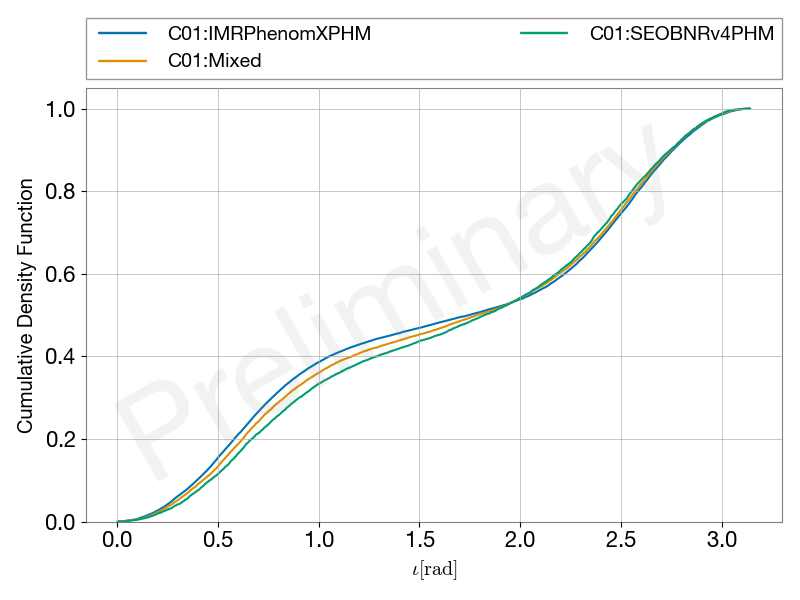 C01:IMRPhenomXPHM
C01:Mixed
C01:SEOBNRv4PHM
Preliminary
Cumulative Density Function
1.0
0.8
0.6
0.4
0.2
0.0
0.0 0.5 1.0 1.5 2.0 2.5 3.0
ι[rad]